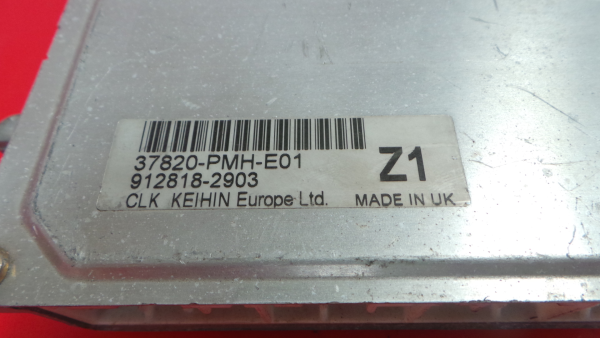 37820-PMH-E01
912818-2903
Z1
CLK KEIHIN Europe Ltd. MADE IN UK